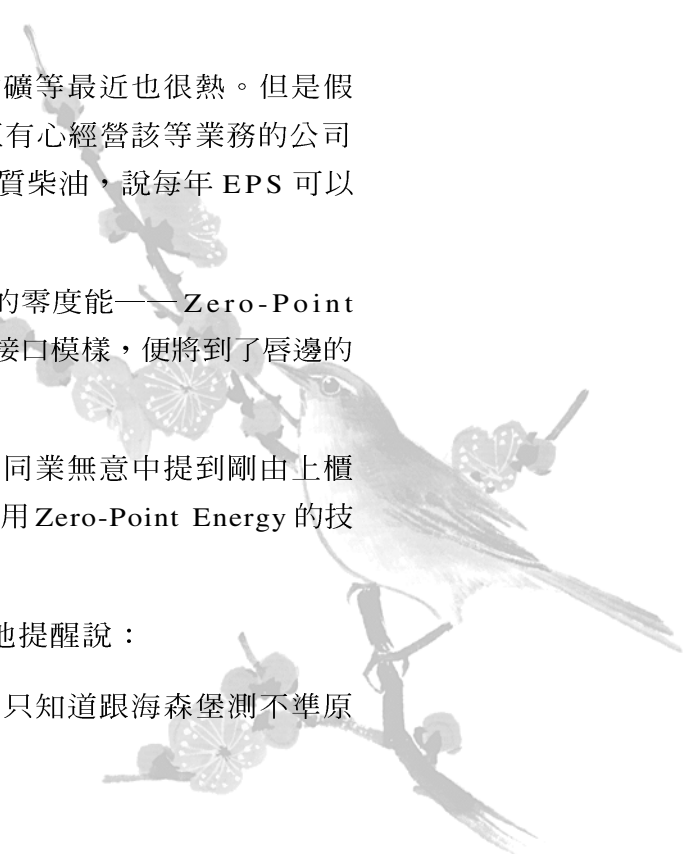 礦等最近也很熱。但是假
有心經營該等業務的公司
質柴油，說每年 EPS 可以
的零度能——Zero-Point
接口模樣，便將到了唇邊的
同業無意中提到剛由上櫃
用 Zero-Point Energy 的技
地提醒說：
只知道跟海森堡測不準原